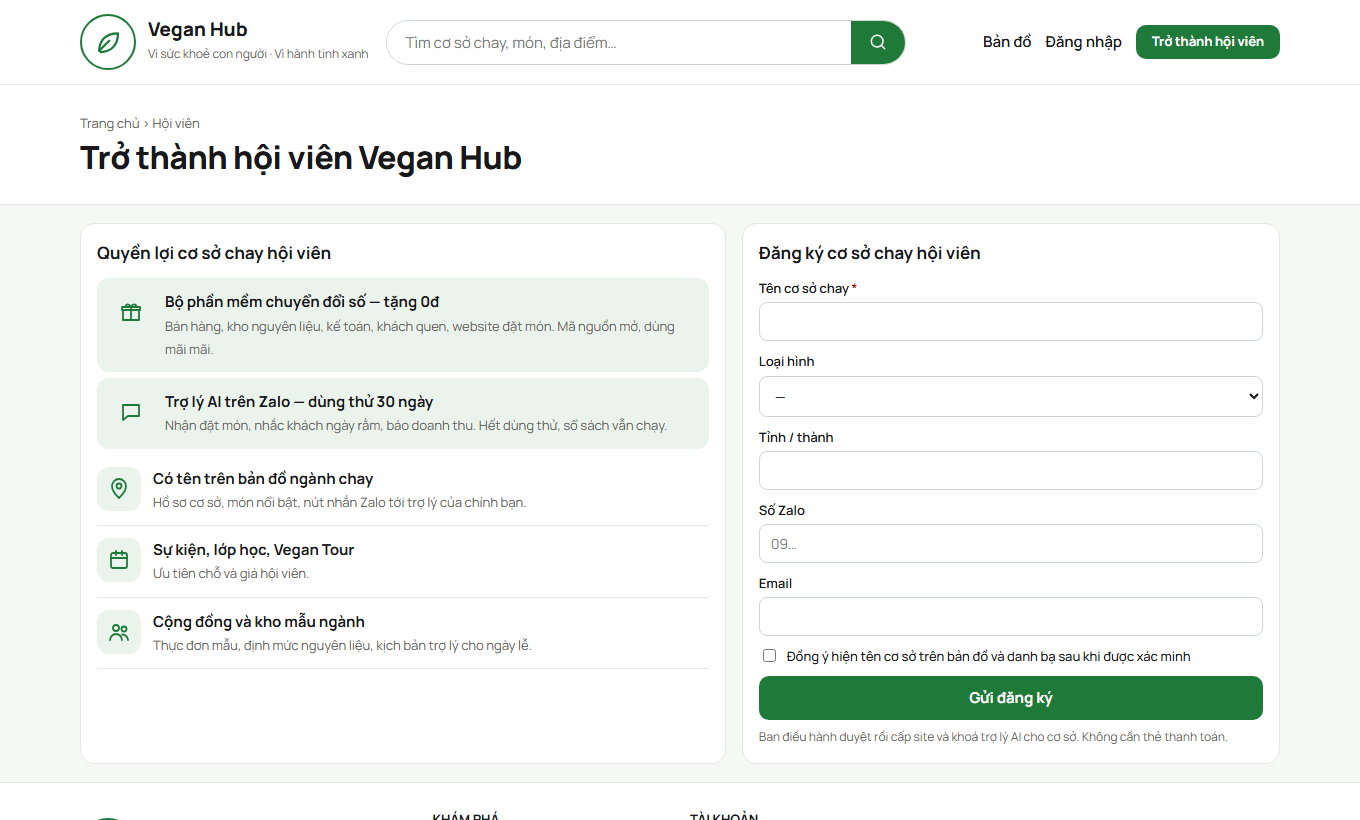 Vegan Hub
Vì sức khoẻ con người · Vì hành tinh xanh
Tìm cơ sở chay, món, địa điểm...
Bản đồ
Đăng nhập
Trở thành hội viên
Trang chủ › Hội viên
Trở thành hội viên Vegan Hub
Quyền lợi cơ sở chay hội viên
Bộ phần mềm chuyển đổi số — tặng 0đ
Bán hàng, kho nguyên liệu, kế toán, khách quen, website đặt món. Mã nguồn mở, dùng
mãi mãi.
Trợ lý AI trên Zalo — dùng thử 30 ngày
Nhận đặt món, nhắc khách ngày rằm, báo doanh thu. Hết dùng thử, sổ sách vẫn chạy.
Có tên trên bản đồ ngành chay
Hồ sơ cơ sở, món nổi bật, nút nhắn Zalo tới trợ lý của chính bạn.
Sự kiện, lớp học, Vegan Tour
Ưu tiên chỗ và giá hội viên.
Cộng đồng và kho mẫu ngành
Thực đơn mẫu, định mức nguyên liệu, kịch bản trợ lý cho ngày lễ.
Đăng ký cơ sở chay hội viên
Tên cơ sở chay *
Loại hình
—
Tỉnh / thành
Số Zalo
09...
Email
Đồng ý hiện tên cơ sở trên bản đồ và danh bạ sau khi được xác minh
Gửi đăng ký
Ban điều hành duyệt rồi cấp site và khoá trợ lý AI cho cơ sở. Không cần thẻ thanh toán.
KHÁM PHÁ
TÀI KHOẢN